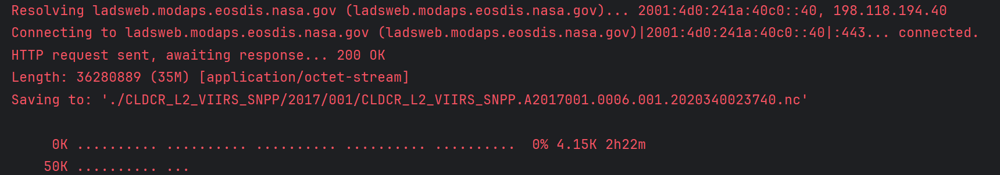 Resolving ladsweb.modaps.eosdis.nasa.gov (ladsweb.modaps.eosdis.nasa.gov)... 2001:4d0:241a:40c0::40, 198.118.194.40
Connecting to ladsweb.modaps.eosdis.nasa.gov (ladsweb.modaps.eosdis.nasa.gov)|2001:4d0:241a:40c0::40|:443... connected.
HTTP request sent, awaiting response... 200 OK
Length: 36280889 (35M) [application/octet-stream]
Saving to: './CLDCR_L2_VIIRS_SNPP/2017/001/CLDCR_L2_VIIRS_SNPP.A2017001.0006.001.2020340023740.nc'
0K .......... .......... .......... .......... ..........  0% 4.15K 2h22m
50K .......... ...